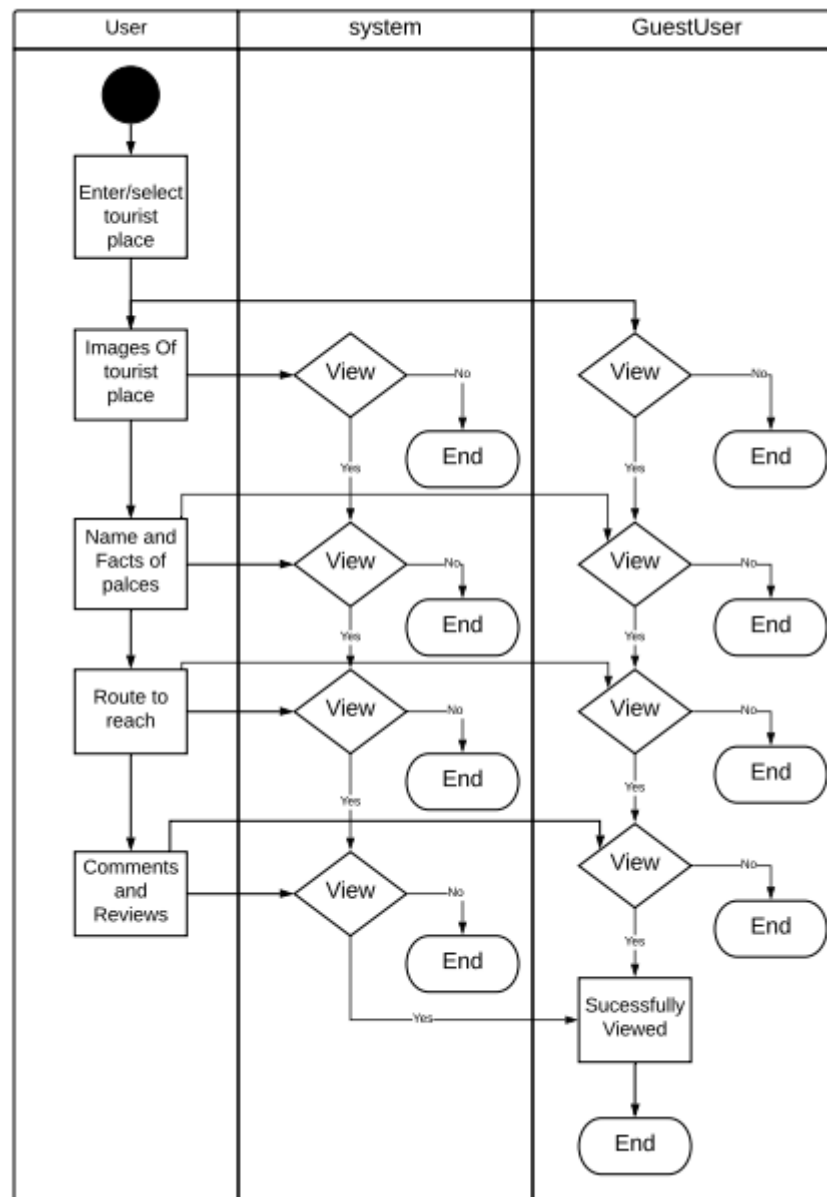 User
system
GuestUser
Enter/select
tourist
place
Images Of
tourist
place
View
No
View
No
End
End
Yes
Yes
Name and
Facts of
palces
View
No
View
No
End
End
Yes
Yes
Route to
reach
View
No
View
No
End
End
Yes
Yes
Comments
and
Reviews
View
No
View
No
End
End
Yes
Sucessfully
Viewed
Yes
End